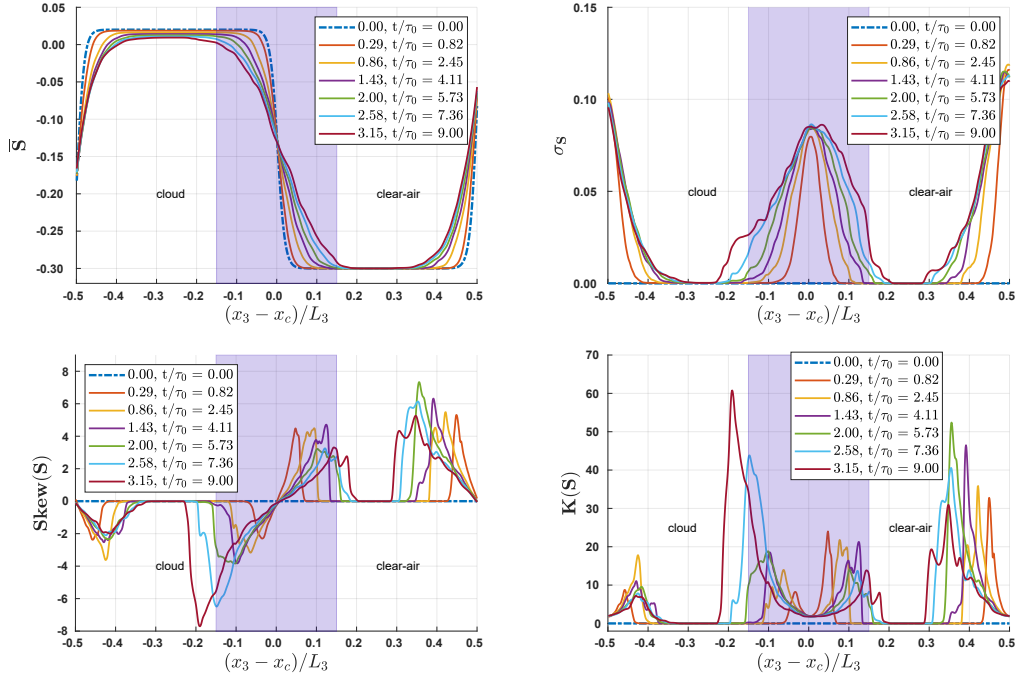 0.00
-0.05
-0.10
-0.15
-0.20
-0.25
-0.30
S̅
-0.5 -0.4 -0.3 -0.2 -0.1 0.0 0.1 0.2 0.3 0.4 0.5
(x₃ − x_c)/L₃
cloud
clear-air
0.00, t/τ₀ = 0.00
0.29, t/τ₀ = 0.82
0.86, t/τ₀ = 2.45
1.43, t/τ₀ = 4.11
2.00, t/τ₀ = 5.73
2.58, t/τ₀ = 7.36
3.15, t/τ₀ = 9.00
0.15
0.10
0.05
0.00
σ_S
-0.5 -0.4 -0.3 -0.2 -0.1 0.0 0.1 0.2 0.3 0.4 0.5
(x₃ − x_c)/L₃
cloud
clear-air
0.00, t/τ₀ = 0.00
0.29, t/τ₀ = 0.82
0.86, t/τ₀ = 2.45
1.43, t/τ₀ = 4.11
2.00, t/τ₀ = 5.73
2.58, t/τ₀ = 7.36
3.15, t/τ₀ = 9.00
8
6
4
2
0
-2
-4
-6
-8
Skew(S)
-0.5 -0.4 -0.3 -0.2 -0.1 0.0 0.1 0.2 0.3 0.4 0.5
(x₃ − x_c)/L₃
cloud
clear-air
0.00, t/τ₀ = 0.00
0.29, t/τ₀ = 0.82
0.86, t/τ₀ = 2.45
1.43, t/τ₀ = 4.11
2.00, t/τ₀ = 5.73
2.58, t/τ₀ = 7.36
3.15, t/τ₀ = 9.00
70
60
50
40
30
20
10
0
K(S)
-0.5 -0.4 -0.3 -0.2 -0.1 0.0 0.1 0.2 0.3 0.4 0.5
(x₃ − x_c)/L₃
cloud
clear-air
0.00, t/τ₀ = 0.00
0.29, t/τ₀ = 0.82
0.86, t/τ₀ = 2.45
1.43, t/τ₀ = 4.11
2.00, t/τ₀ = 5.73
2.58, t/τ₀ = 7.36
3.15, t/τ₀ = 9.00